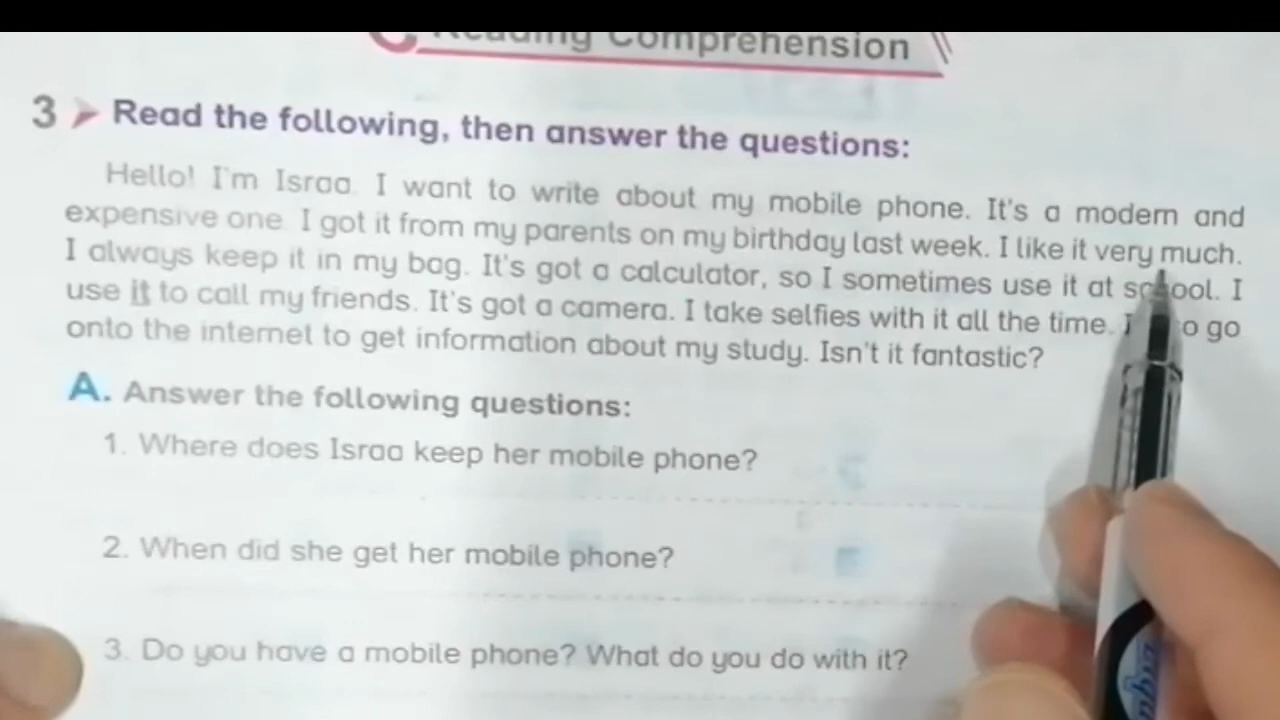 Reading Comprehension
3 Read the following, then answer the questions:
Hello! I'm Israa. I want to write about my mobile phone. It's a modern and
expensive one. I got it from my parents on my birthday last week. I like it very much.
I always keep it in my bag. It's got a calculator, so I sometimes use it at school. I
use it to call my friends. It's got a camera. I take selfies with it all the time. I go
onto the internet to get information about my study. Isn't it fantastic?
A. Answer the following questions:
1. Where does Israa keep her mobile phone?
2. When did she get her mobile phone?
3. Do you have a mobile phone? What do you do with it?